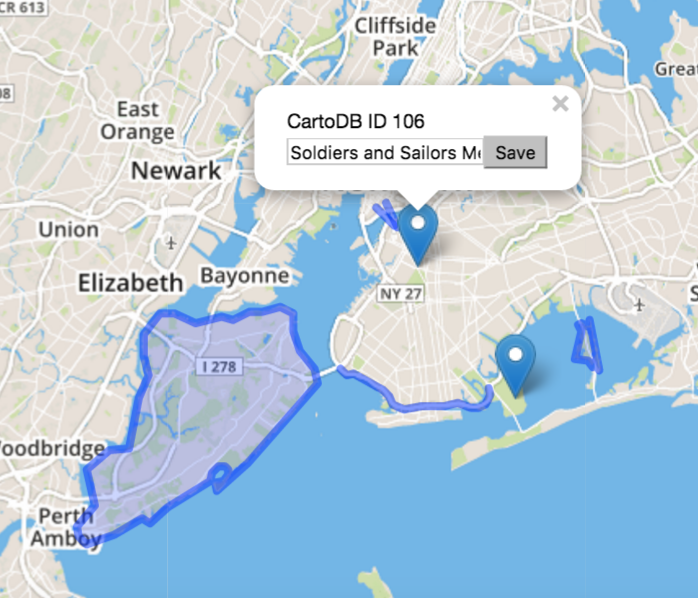 CR 613
Cliffside
Park
Great
08
East
Orange
CartoDB ID 106
Soldiers and Sailors Me
Save
Newark
Union
Elizabeth
Bayonne
NY 27
I 278
Woodbridge
Perth
Amboy